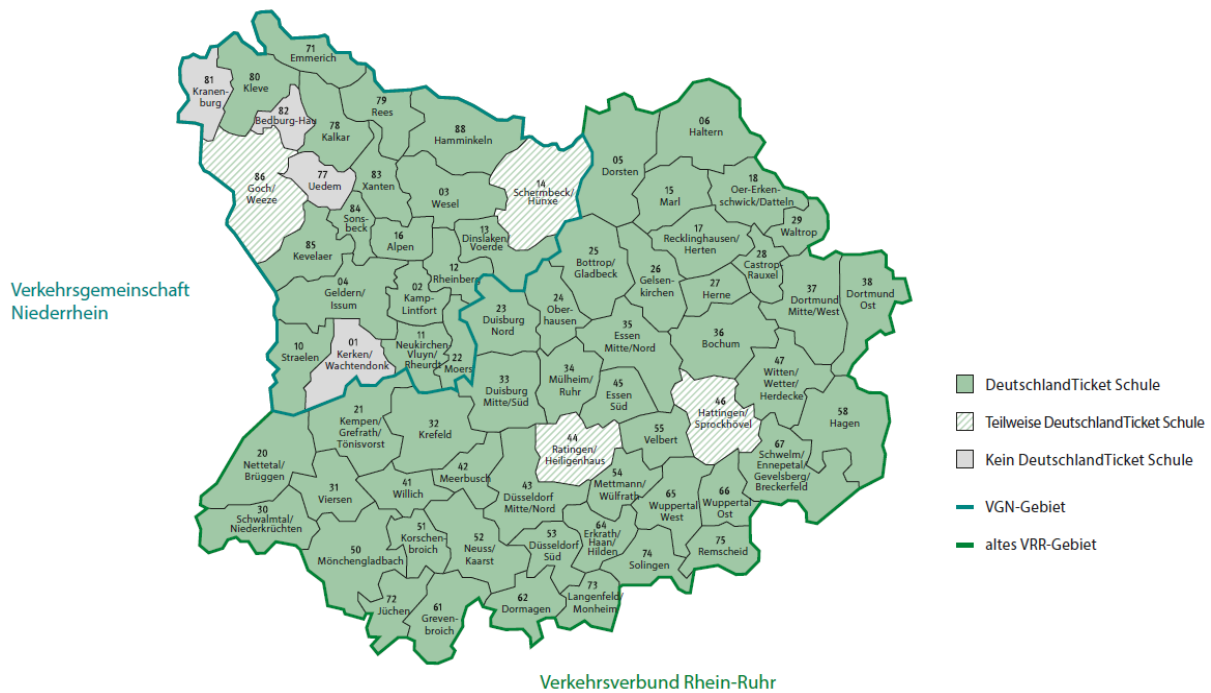 71
Emmerich
81
Kranen-
burg
80
Kleve
82
Bedburg-Hau
78
Kalkar
79
Rees
88
Hamminkeln
86
Goch/
Weeze
77
Uedem
83
Xanten
03
Wesel
14
Schermbeck/
Hünxe
84
Sons-
beck
85
Kevelaer
16
Alpen
13
Dinslaken/
Voerde
04
Geldern/
Issum
02
Kamp-
Lintfort
12
Rheinberg
10
Straelen
01
Kerken/
Wachtendonk
11
Neukirchen-
Vluyn/
Rheurdt
22
Moers
06
Haltern
05
Dorsten
15
Marl
18
Oer-Erken-
schwick/Datteln
29
Waltrop
17
Recklinghausen/
Herten
25
Bottrop/
Gladbeck
26
Gelsen-
kirchen
28
Castrop-
Rauxel
27
Herne
37
Dortmund
Mitte/West
38
Dortmund
Ost
23
Duisburg
Nord
24
Ober-
hausen
35
Essen
Mitte/Nord
36
Bochum
33
Duisburg
Mitte/Süd
34
Mülheim/
Ruhr
45
Essen
Süd
46
Hattingen/
Sprockhövel
47
Witten/
Wetter/
Herdecke
58
Hagen
21
Kempen/
Grefrath/
Tönisvorst
32
Krefeld
44
Ratingen/
Heiligenhaus
55
Velbert
67
Schwelm/
Ennepetal/
Gevelsberg/
Breckerfeld
20
Nettetal/
Brüggen
31
Viersen
41
Willich
42
Meerbusch
43
Düsseldorf
Mitte/Nord
54
Mettmann/
Wülfrath
65
Wuppertal
West
66
Wuppertal
Ost
30
Schwalmtal/
Niederkrüchten
50
Mönchengladbach
51
Korschen-
broich
52
Neuss/
Kaarst
53
Düsseldorf
Süd
64
Erkrath/
Haan/
Hilden
74
Solingen
75
Remscheid
72
Jüchen
61
Greven-
broich
62
Dormagen
73
Langenfeld/
Monheim
Verkehrsgemeinschaft
Niederrhein
Verkehrsverbund Rhein-Ruhr
DeutschlandTicket Schule
Teilweise DeutschlandTicket Schule
Kein DeutschlandTicket Schule
VGN-Gebiet
altes VRR-Gebiet